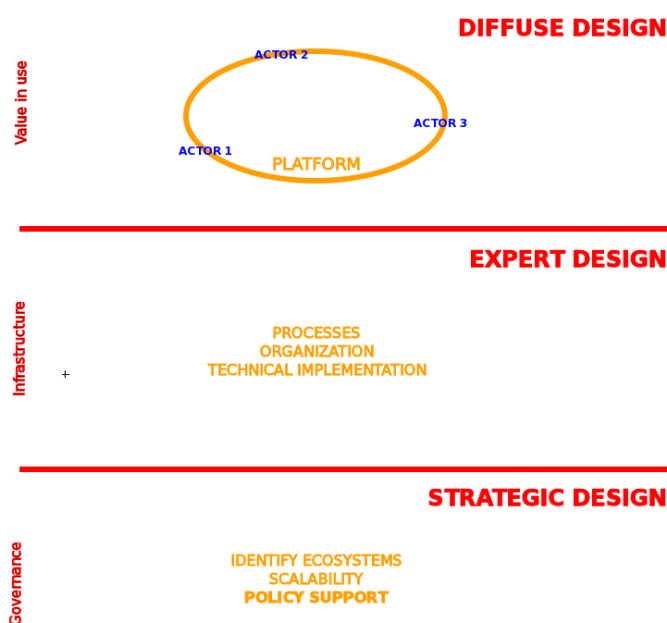 DIFFUSE DESIGN
Value in use
ACTOR 2
ACTOR 3
ACTOR 1
PLATFORM
EXPERT DESIGN
Infrastructure
PROCESSES
ORGANIZATION
TECHNICAL IMPLEMENTATION
+
STRATEGIC DESIGN
Governance
IDENTIFY ECOSYSTEMS
SCALABILITY
POLICY SUPPORT